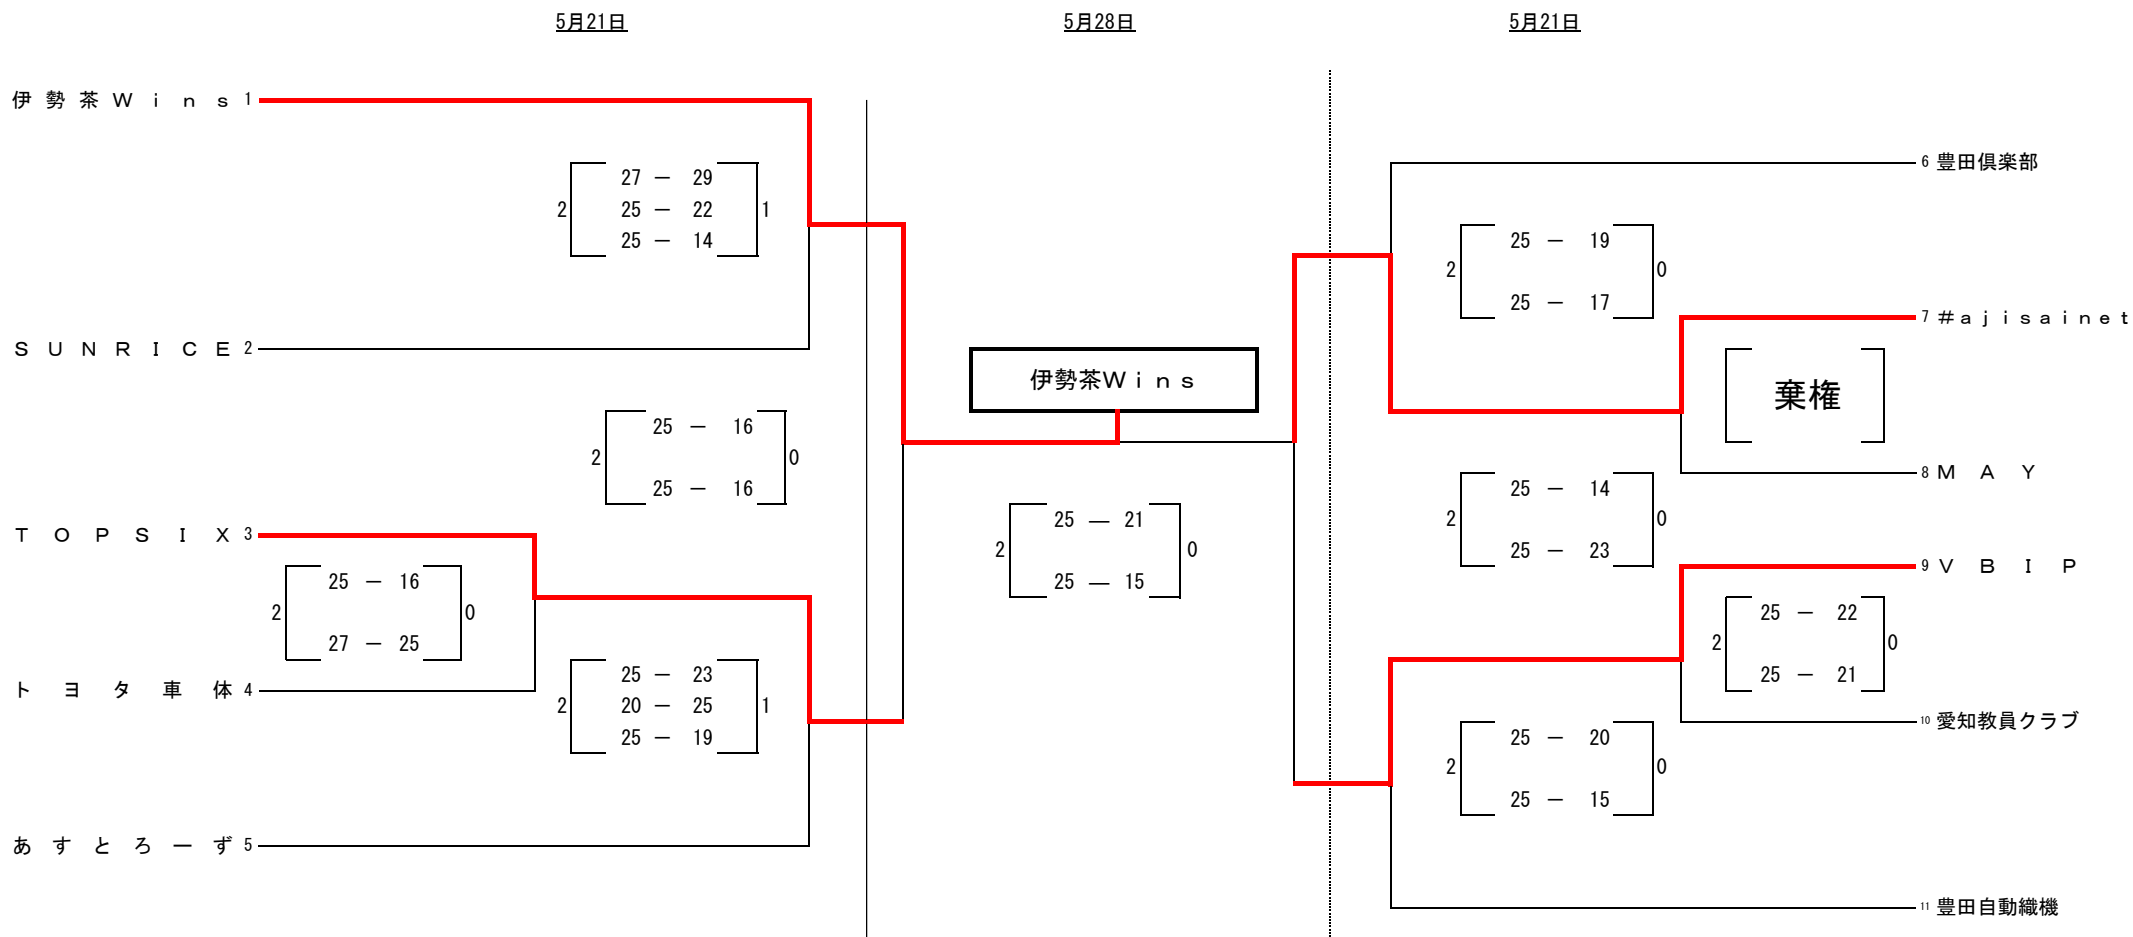 5月21日 5月28日 5月21日
伊勢茶Wins 1
6 豊田倶楽部
27 － 29
2 25 － 22 1
25 － 14
25 － 19
2 0
25 － 17
7 ＃ajisainet
SUNRICE 2
伊勢茶Wins
棄権
25 － 16
2 0
25 － 16
8 MAY
25 － 14
2 0
25 － 23
25 ― 21
2 0
25 ― 15
TOPSIX 3
9 VBIP
25 － 16
2 0
27 － 25
25 － 22
2 0
25 － 21
トヨタ車体 4
25 － 23
2 20 － 25 1
25 － 19
10 愛知教員クラブ
25 － 20
2 0
25 － 15
あすとろーず 5
11 豊田自動織機